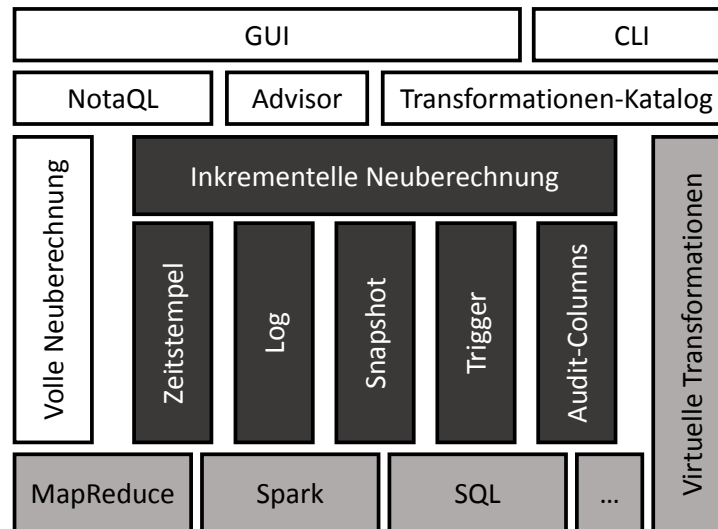 GUI
CLI
NotaQL
Advisor
Transformationen-Katalog
Volle Neuberechnung
Inkrementelle Neuberechnung
Zeitstempel
Log
Snapshot
Trigger
Audit-Columns
Virtuelle Transformationen
MapReduce
Spark
SQL
...